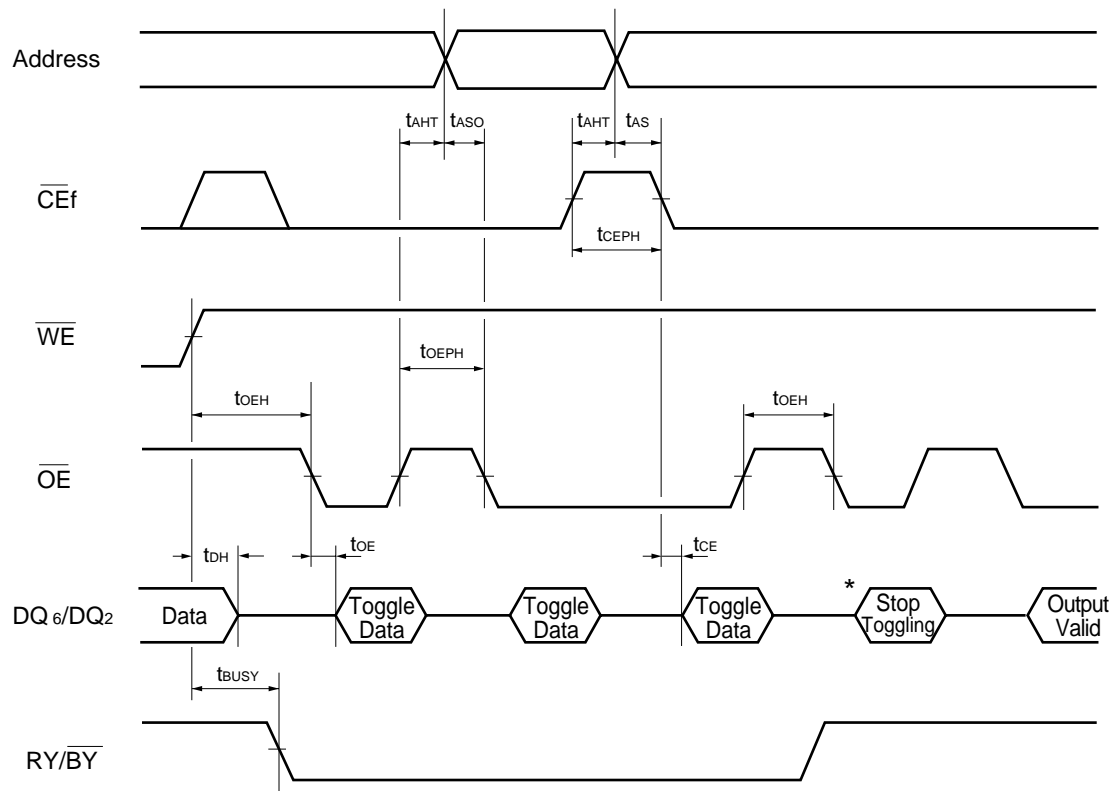 Address
tAHT tASO tAHT tAS
CEf
tCEPH
WE
tOEPH
tOEH tOEH
OE
tDH tOE tCE
*
DQ6/DQ2 Data Toggle Data Toggle Data Toggle Data Stop Toggling Output Valid
tBUSY
RY/BY